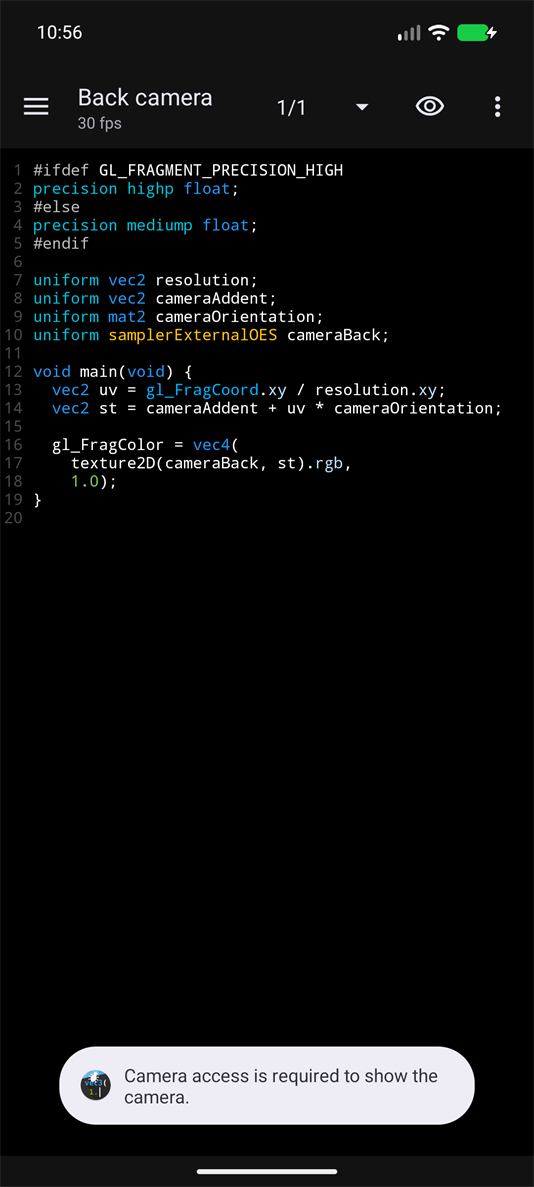 10:56
Back camera
30 fps
1/1
1 #ifdef GL_FRAGMENT_PRECISION_HIGH
2 precision highp float;
3 #else
4 precision mediump float;
5 #endif
6
7 uniform vec2 resolution;
8 uniform vec2 cameraAddent;
9 uniform mat2 cameraOrientation;
10 uniform samplerExternalOES cameraBack;
11
12 void main(void) {
13   vec2 uv = gl_FragCoord.xy / resolution.xy;
14   vec2 st = cameraAddent + uv * cameraOrientation;
15
16   gl_FragColor = vec4(
17     texture2D(cameraBack, st).rgb,
18     1.0);
19 }
20
vec3(
1.
Camera access is required to show the
camera.